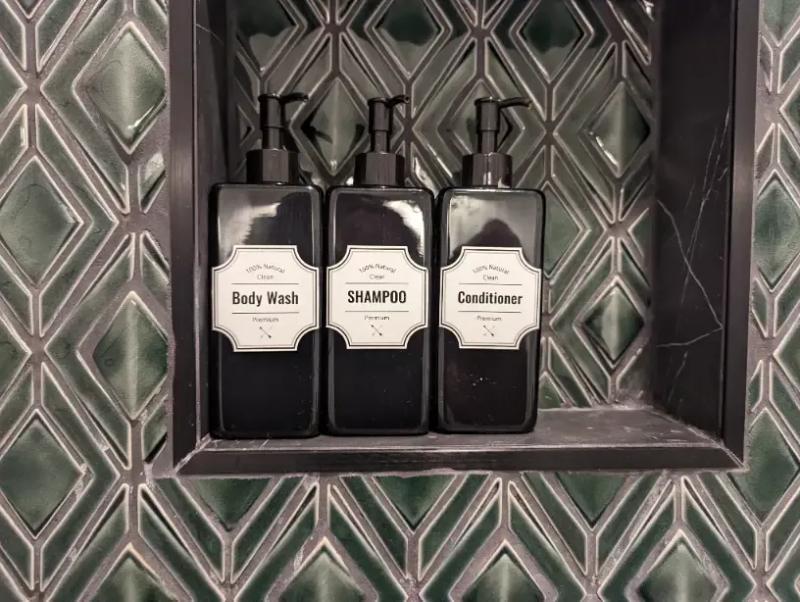 100% Natural
Clean
Body Wash
Premium
100% Natural
Clean
SHAMPOO
Premium
100% Natural
Clean
Conditioner
Premium